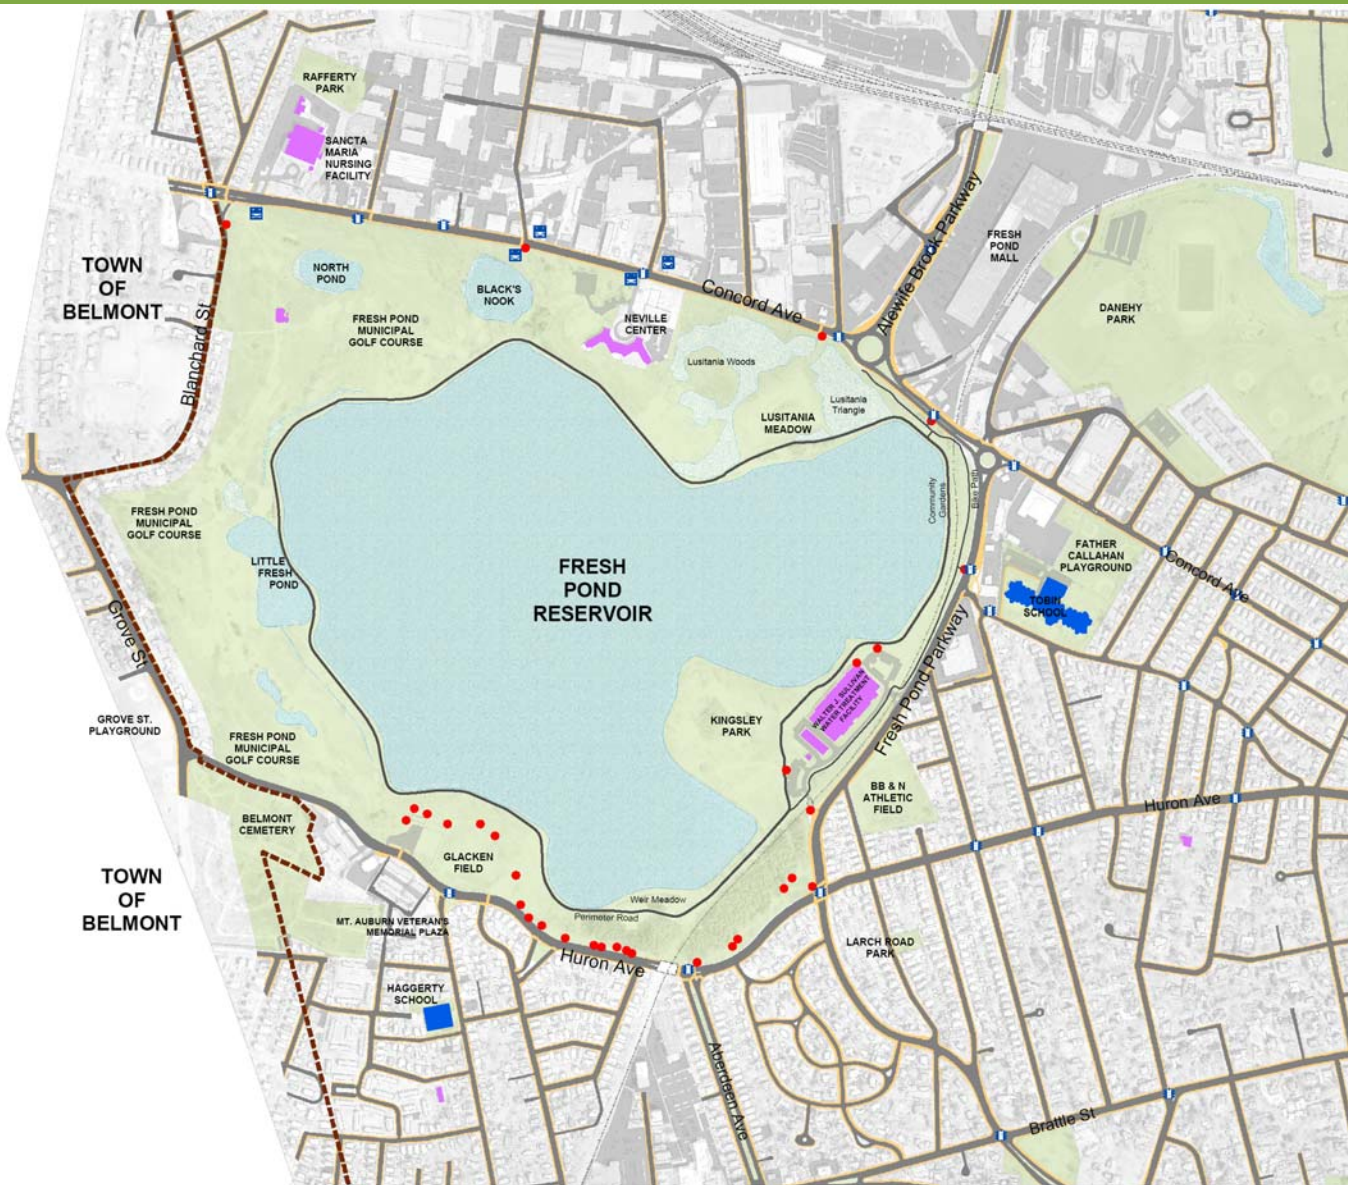 RAFFERTY
PARK
SANCTA
MARIA
NURSING
FACILITY
TOWN
OF
BELMONT
Blanchard St
NORTH
POND
BLACK'S
NOOK
FRESH POND
MUNICIPAL
GOLF COURSE
NEVILLE
CENTER
Concord Ave
Alewife Brook Parkway
FRESH
POND
MALL
DANEHY
PARK
Lusitania Woods
Lusitania
Triangle
LUSITANIA
MEADOW
Community
Gardens
Bike Path
FRESH POND
MUNICIPAL
GOLF COURSE
LITTLE
FRESH
POND
FRESH
POND
RESERVOIR
FATHER
CALLAHAN
PLAYGROUND
Concord Ave
TOBIN
SCHOOL
Grove St
GROVE ST.
PLAYGROUND
FRESH POND
MUNICIPAL
GOLF COURSE
KINGSLEY
PARK
WALTER J. SULLIVAN
WATER TREATMENT
FACILITY
Fresh Pond Parkway
BB & N
ATHLETIC
FIELD
Huron Ave
BELMONT
CEMETERY
GLACKEN
FIELD
TOWN
OF
BELMONT
MT. AUBURN VETERAN'S
MEMORIAL PLAZA
Weir Meadow
Perimeter Road
Huron Ave
LARCH ROAD
PARK
HAGGERTY
SCHOOL
Aberdeen Ave
Brattle St